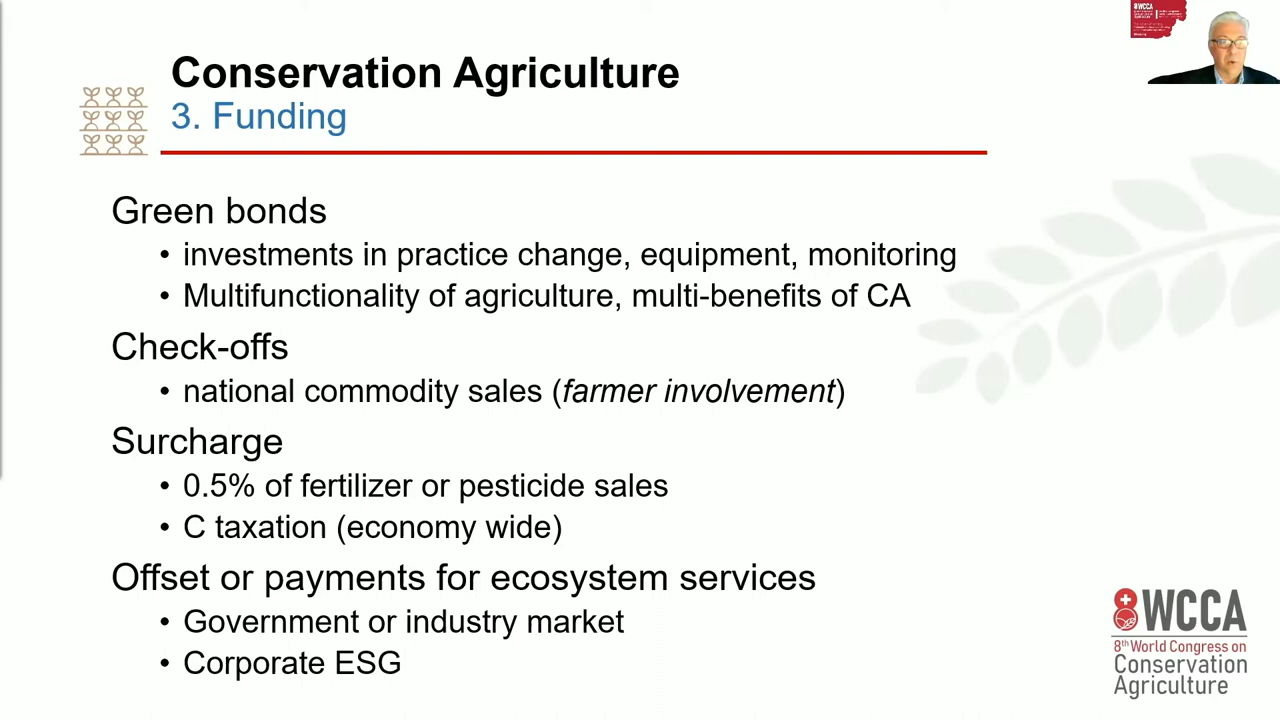 8WCCA
Conservation Agriculture
3. Funding
Green bonds
• investments in practice change, equipment, monitoring
• Multifunctionality of agriculture, multi-benefits of CA
Check-offs
• national commodity sales (farmer involvement)
Surcharge
• 0.5% of fertilizer or pesticide sales
• C taxation (economy wide)
Offset or payments for ecosystem services
• Government or industry market
• Corporate ESG
8WCCA
8th World Congress on
Conservation
Agriculture